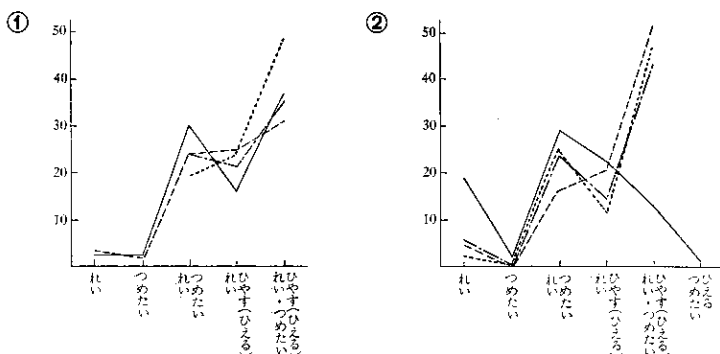 ①
50
40
30
20
10
れい
つめたい
つめたい
れい
ひやす(ひえる)
れい
ひやす(ひえる)
れい・つめたい
②
50
40
30
20
10
れい
つめたい
つめたい
れい
ひやす(ひえる)
れい
ひやす(ひえる)
れい・つめたい
ひえる
つめたい